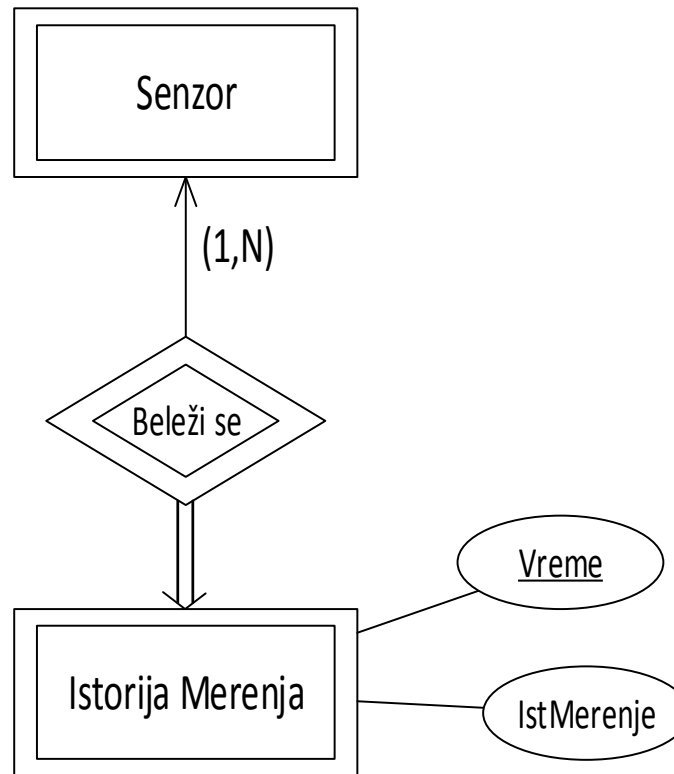 Senzor
(1,N)
Beleži se
Vreme
Istorija Merenja
IstMerenje